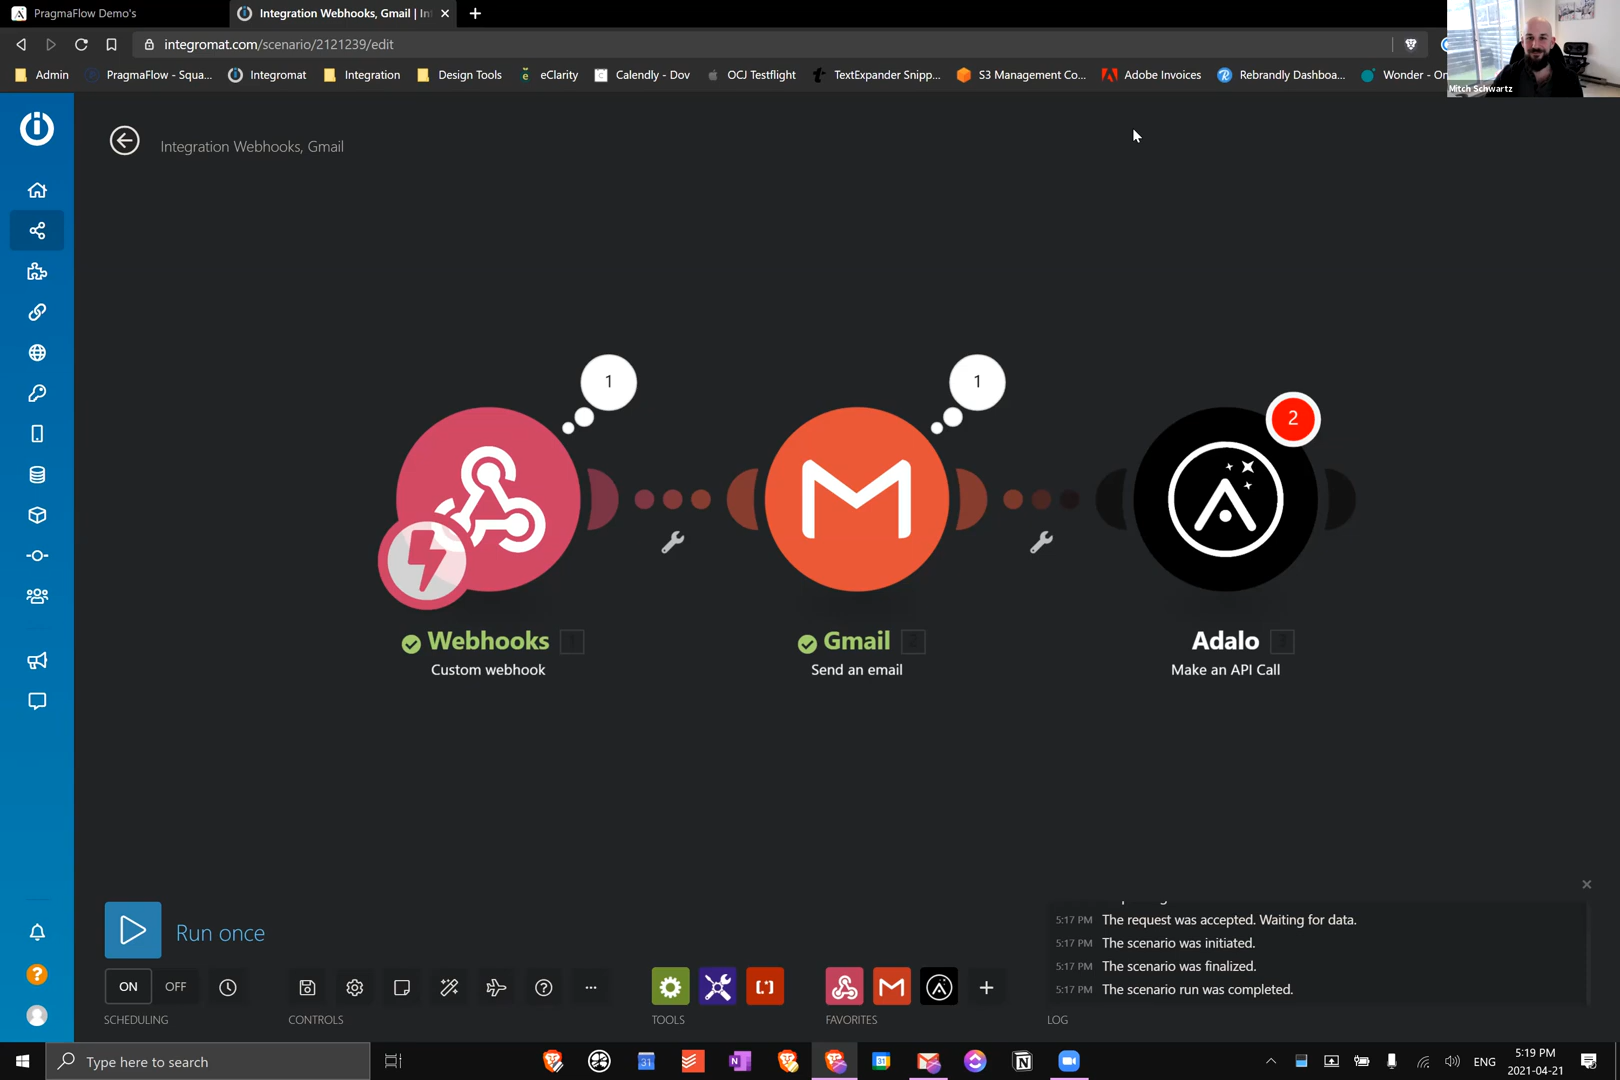 PragmaFlow Demo's
Integration Webhooks, Gmail | In
integromat.com/scenario/2121239/edit
Admin
PragmaFlow - Squa...
Integromat
Integration
Design Tools
eClarity
Calendly - Dov
OCJ Testflight
TextExpander Snipp...
S3 Management Co...
Adobe Invoices
Rebrandly Dashboa...
Wonder - On
Mitch Schwartz
Integration Webhooks, Gmail
1
1
2
Webhooks 1
Custom webhook
Gmail 2
Send an email
Adalo 3
Make an API Call
Run once
ON
OFF
SCHEDULING
CONTROLS
TOOLS
FAVORITES
5:17 PM The request was accepted. Waiting for data.
5:17 PM The scenario was initiated.
5:17 PM The scenario was finalized.
5:17 PM The scenario run was completed.
LOG
Type here to search
31
31
ENG
5:19 PM
2021-04-21